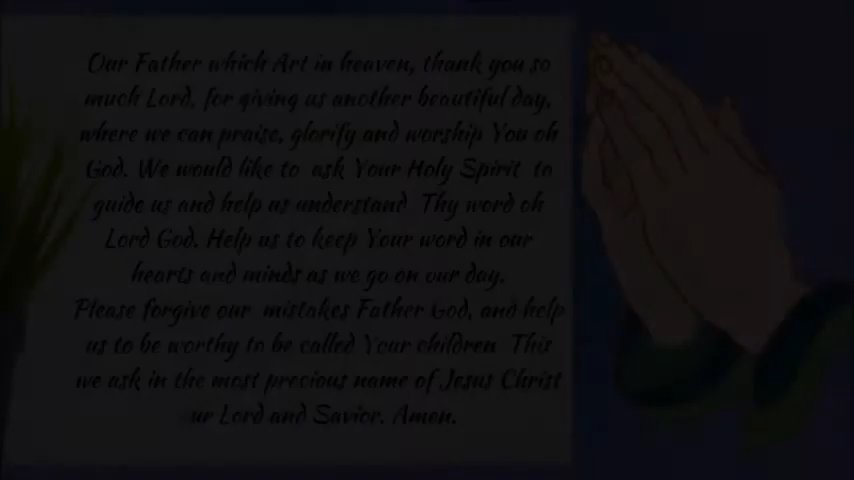 Our Father which Art in heaven, thank you so
much Lord, for giving us another beautiful day,
where we can praise, glorify and worship You oh
God. We would like to ask Your Holy Spirit to
guide us and help us understand Thy word oh
Lord God. Help us to keep Your word in our
hearts and minds as we go on our day.
Please forgive our mistakes Father God, and help
us to be worthy to be called Your children This
we ask in the most precious name of Jesus Christ
ur Lord and Savior. Amen.